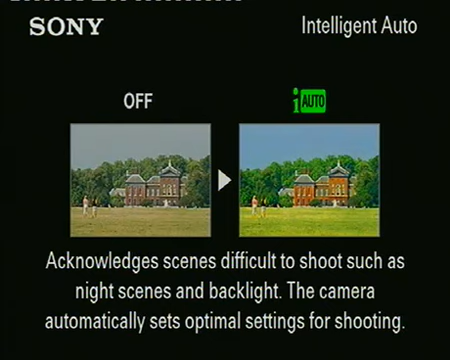 SONY
Intelligent Auto
OFF
iAUTO
Acknowledges scenes difficult to shoot such as
night scenes and backlight. The camera
automatically sets optimal settings for shooting.